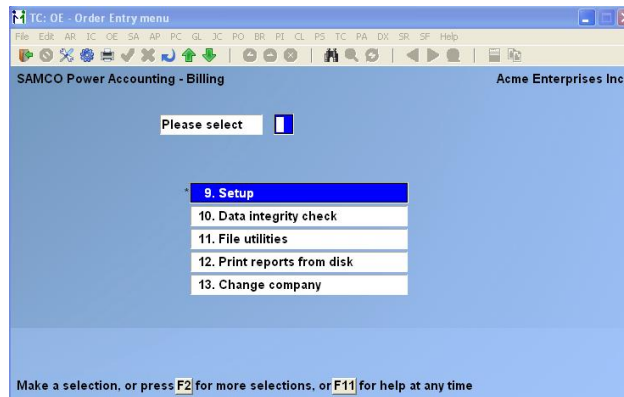 TC: OE - Order Entry menu
File Edit AR IC OE SA AP PC GL JC PO BR PI CL PS TC PA DX SR SF Help
SAMCO Power Accounting - Billing Acme Enterprises Inc
Please select
* 9. Setup
10. Data integrity check
11. File utilities
12. Print reports from disk
13. Change company
Make a selection, or press F2 for more selections, or F11 for help at any time